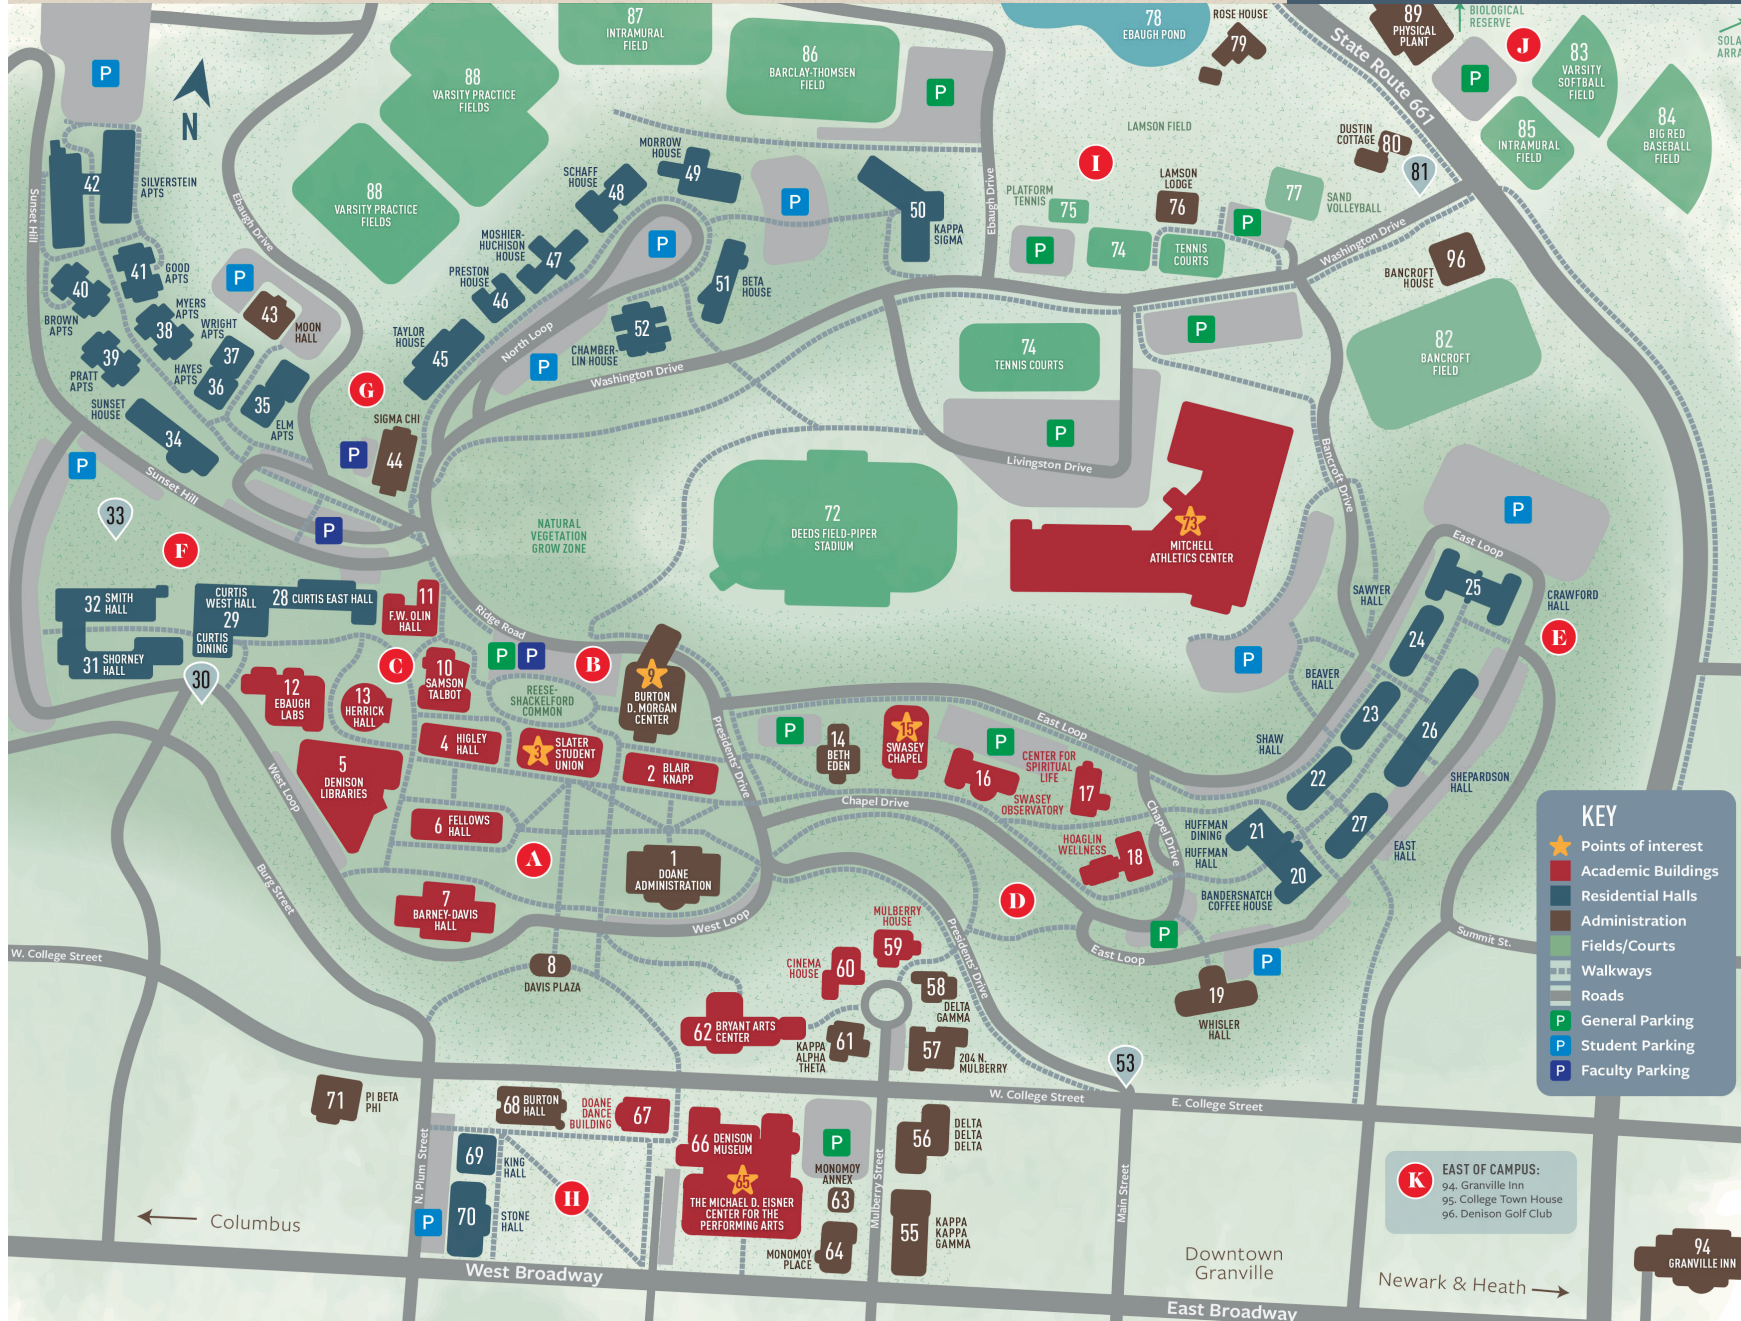 87
INTRAMURAL
FIELD
86
BARCLAY-THOMSEN
FIELD
88
VARSITY PRACTICE
FIELDS
88
VARSITY PRACTICE
FIELDS
78
EBAUGH POND
ROSE HOUSE
79
State Route 661
89
PHYSICAL
PLANT
BIOLOGICAL
RESERVE
J
83
VARSITY
SOFTBALL
FIELD
84
BIG RED
BASEBALL
FIELD
85
INTRAMURAL
FIELD
P
P
P
N
LAMSON FIELD
DUSTIN
COTTAGE
80
81
I
LAMSON
LODGE
76
PLATFORM
TENNIS
75
74
TENNIS
COURTS
77
SAND
VOLLEYBALL
P
P
Washington Drive
BANCROFT
HOUSE
96
Sunset Hill
42
SILVERSTEIN
APTS
Ebaugh Drive
Ebaugh Drive
MORROW
HOUSE
49
SCHAFF
HOUSE
48
MOSHIER-
HUCHISON
HOUSE
47
PRESTON
HOUSE
46
TAYLOR
HOUSE
45
P
P
50
KAPPA
SIGMA
51
BETA
HOUSE
52
CHAMBER-
LIN HOUSE
North Loop
P
Washington Drive
41
GOOD
APTS
40
BROWN
APTS
MYERS
APTS
38
WRIGHT
APTS
37
39
PRATT
APTS
HAYES
APTS
36
35
ELM
APTS
P
43
MOON
HALL
SUNSET
HOUSE
34
G
SIGMA CHI
44
P
P
Sunset Hill
P
33
F
74
TENNIS COURTS
P
P
Livingston Drive
82
BANCROFT
FIELD
Bancroft Drive
72
DEEDS FIELD-PIPER
STADIUM
73
MITCHELL
ATHLETICS CENTER
NATURAL
VEGETATION
GROW ZONE
P
East Loop
25
CRAWFORD
HALL
E
SAWYER
HALL
24
BEAVER
HALL
23
26
SHAW
HALL
22
SHEPARDSON
HALL
27
EAST
HALL
P
32 SMITH
HALL
31 SHORNEY
HALL
CURTIS
WEST HALL
29
CURTIS
DINING
28 CURTIS EAST HALL
11
F.W. OLIN
HALL
Ridge Road
30
12
EBAUGH
LABS
13
HERRICK
HALL
C
10
SAMSON
TALBOT
P
P
B
REESE-
SHACKELFORD
COMMON
9
BURTON
D. MORGAN
CENTER
4 HIGLEY
HALL
3 SLATER
STUDENT
UNION
2 BLAIR
KNAPP
5
DENISON
LIBRARIES
West Loop
6 FELLOWS
HALL
A
1
DOANE
ADMINISTRATION
7
BARNEY-DAVIS
HALL
West Loop
Burg Street
Presidents' Drive
P
14
BETH
EDEN
15
SWASEY
CHAPEL
P
East Loop
16
SWASEY
OBSERVATORY
CENTER FOR
SPIRITUAL
LIFE
17
Chapel Drive
Chapel Drive
HOAGLIN
WELLNESS
18
HUFFMAN
DINING
21
HUFFMAN
HALL
20
BANDERSNATCH
COFFEE HOUSE
D
P
East Loop
P
19
WHISLER
HALL
Summit St.
KEY
Points of interest
Academic Buildings
Residential Halls
Administration
Fields/Courts
Walkways
Roads
P General Parking
P Student Parking
P Faculty Parking
W. College Street
8
DAVIS PLAZA
MULBERRY
HOUSE
59
CINEMA
HOUSE
60
58
DELTA
GAMMA
Presidents' Drive
62 BRYANT ARTS
CENTER
KAPPA
ALPHA
THETA
61
57
204 N.
MULBERRY
53
W. College Street
E. College Street
71
PI BETA
PHI
68 BURTON
HALL
DOANE
DANCE
BUILDING
67
66 DENISON
MUSEUM
65
THE MICHAEL D. EISNER
CENTER FOR THE
PERFORMING ARTS
P
MONOMOY
ANNEX
63
MONOMOY
PLACE
64
Mulberry Street
56
DELTA
DELTA
DELTA
55
KAPPA
KAPPA
GAMMA
Main Street
N. Plum Street
69
KING
HALL
70
STONE
HALL
P
H
Columbus
West Broadway
East Broadway
Downtown
Granville
K
EAST OF CAMPUS:
94. Granville Inn
95. College Town House
96. Denison Golf Club
Newark & Heath
94
GRANVILLE INN